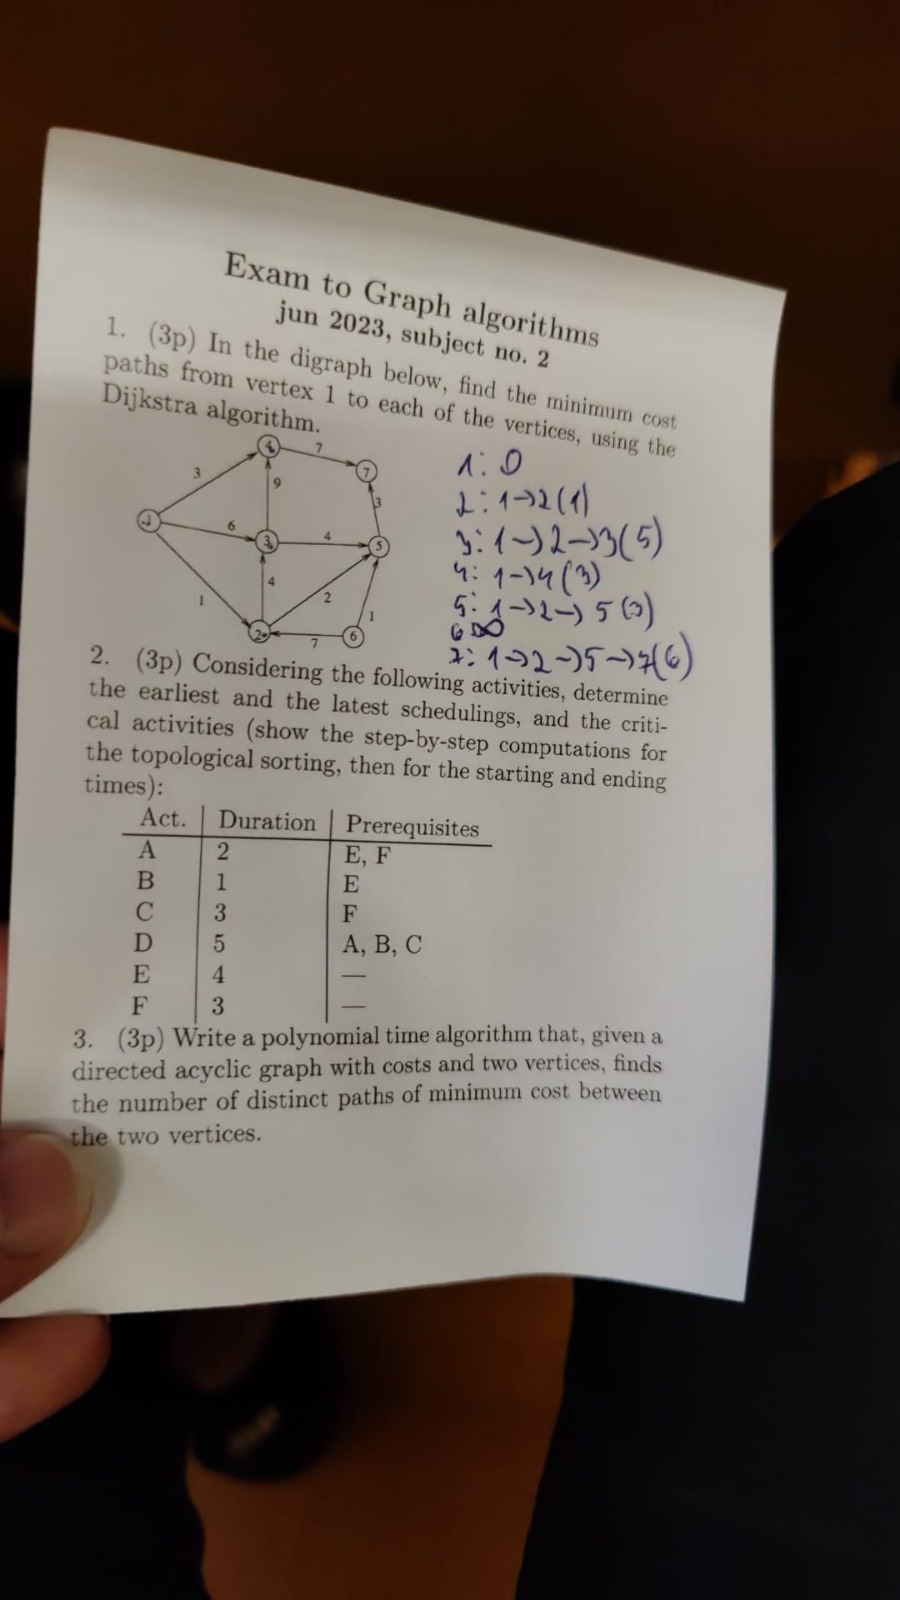 Exam to Graph algorithms
jun 2023, subject no. 2
1. (3p) In the digraph below, find the minimum cost
paths from vertex 1 to each of the vertices, using the
Dijkstra algorithm.
4 7 7
3 9 3
1 6 3 4 5
4
1 2 1
2 7 6
1: 0
2: 1→2(1)
3: 1→2→3(5)
4: 1→4(3)
5: 1→2→5(3)
6 ∞
7: 1→2→5→7(6)
2. (3p) Considering the following activities, determine
the earliest and the latest schedulings, and the criti-
cal activities (show the step-by-step computations for
the topological sorting, then for the starting and ending
times):
Act. Duration Prerequisites
A 2 E, F
B 1 E
C 3 F
D 5 A, B, C
E 4 —
F 3 —
3. (3p) Write a polynomial time algorithm that, given a
directed acyclic graph with costs and two vertices, finds
the number of distinct paths of minimum cost between
the two vertices.